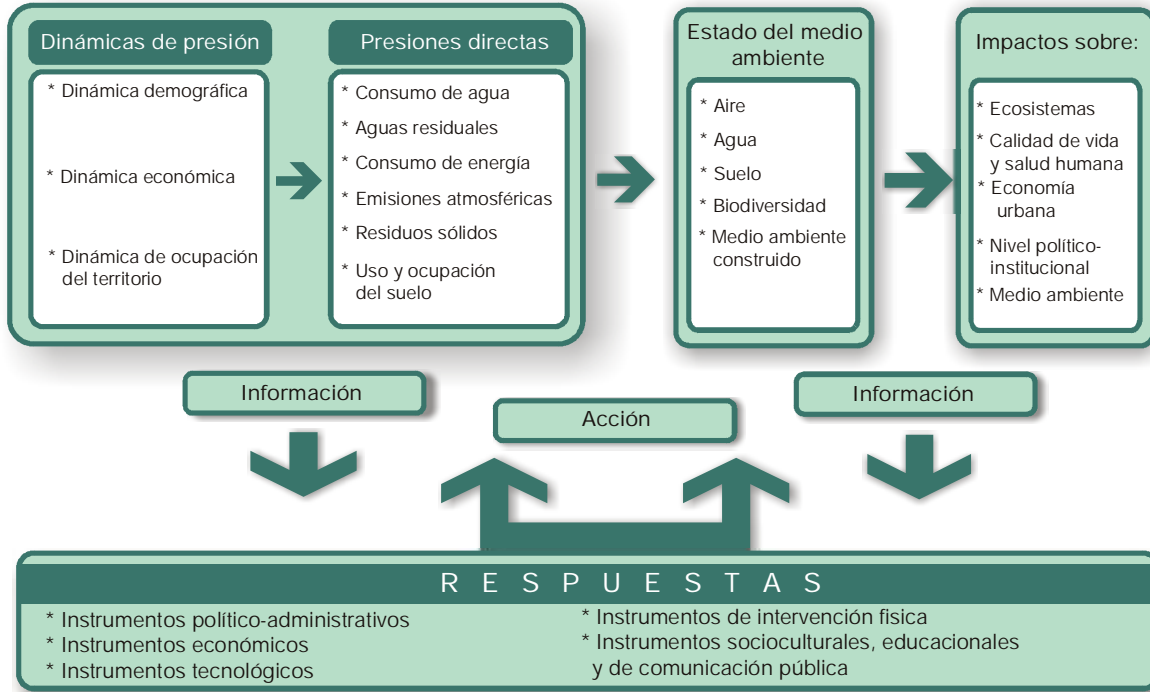 Dinámicas de presión
* Dinámica demográfica
* Dinámica económica
* Dinámica de ocupación
del territorio
Presiones directas
* Consumo de agua
* Aguas residuales
* Consumo de energía
* Emisiones atmosféricas
* Residuos sólidos
* Uso y ocupación
del suelo
Estado del medio
ambiente
* Aire
* Agua
* Suelo
* Biodiversidad
* Medio ambiente
construido
Impactos sobre:
* Ecosistemas
* Calidad de vida
y salud humana
* Economía
urbana
* Nivel político-
institucional
* Medio ambiente
Información
Acción
Información
RESPUESTAS
* Instrumentos político-administrativos
* Instrumentos económicos
* Instrumentos tecnológicos
* Instrumentos de intervención fisica
* Instrumentos socioculturales, educacionales
y de comunicación pública